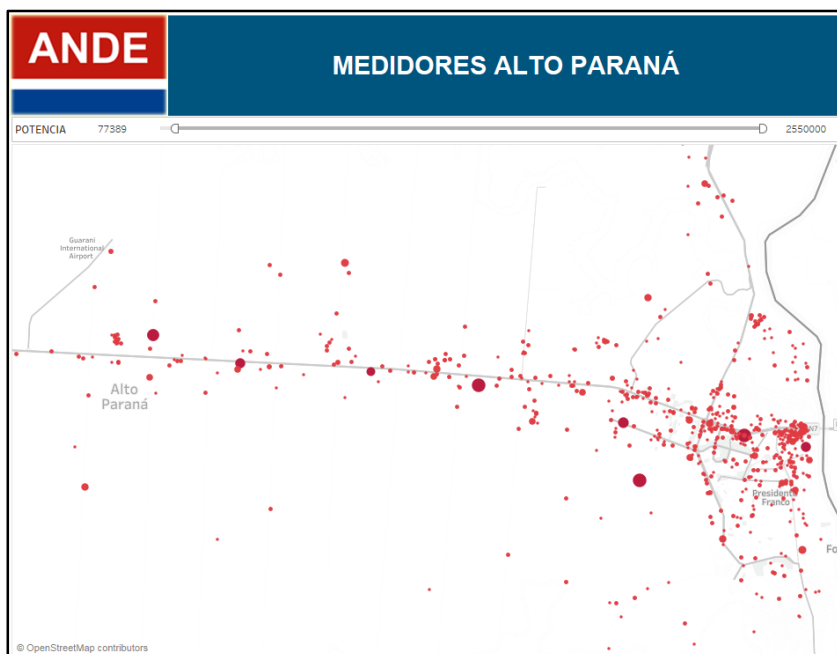 ANDE
MEDIDORES ALTO PARANÁ
POTENCIA 77389 2550000
Guarani
International
Airport
Alto
Paraná
Presidente
Franco
© OpenStreetMap contributors